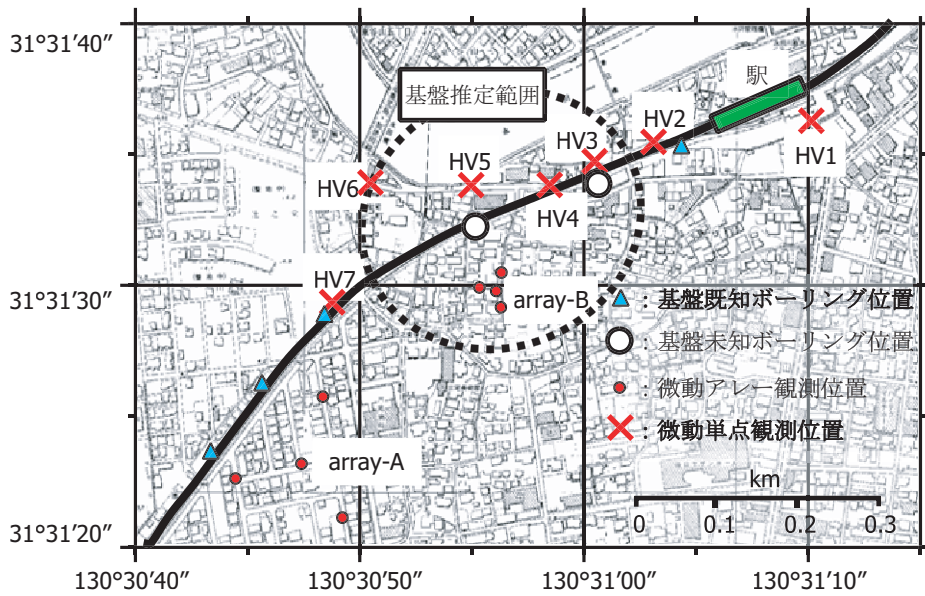 31°31′40″
駅
基盤推定範囲
HV2
HV3
HV1
HV5
HV6
HV4
HV7
31°31′30″
array-B
：基盤既知ボーリング位置
：基盤未知ボーリング位置
：微動アレー観測位置
：微動単点観測位置
array-A
km
0 0.1 0.2 0.3
31°31′20″
130°30′40″ 130°30′50″ 130°31′00″ 130°31′10″